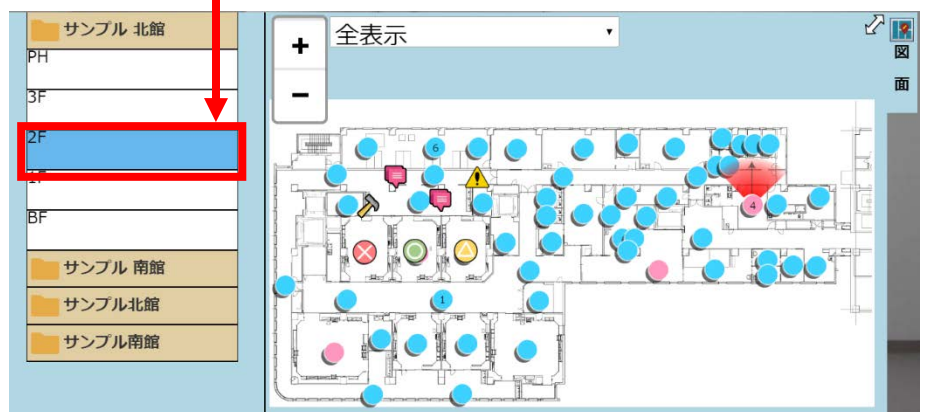 サンプル 北館
PH
3F
2F
1F
BF
サンプル 南館
サンプル北館
サンプル南館
+
−
全表示
図
面
6
4
1